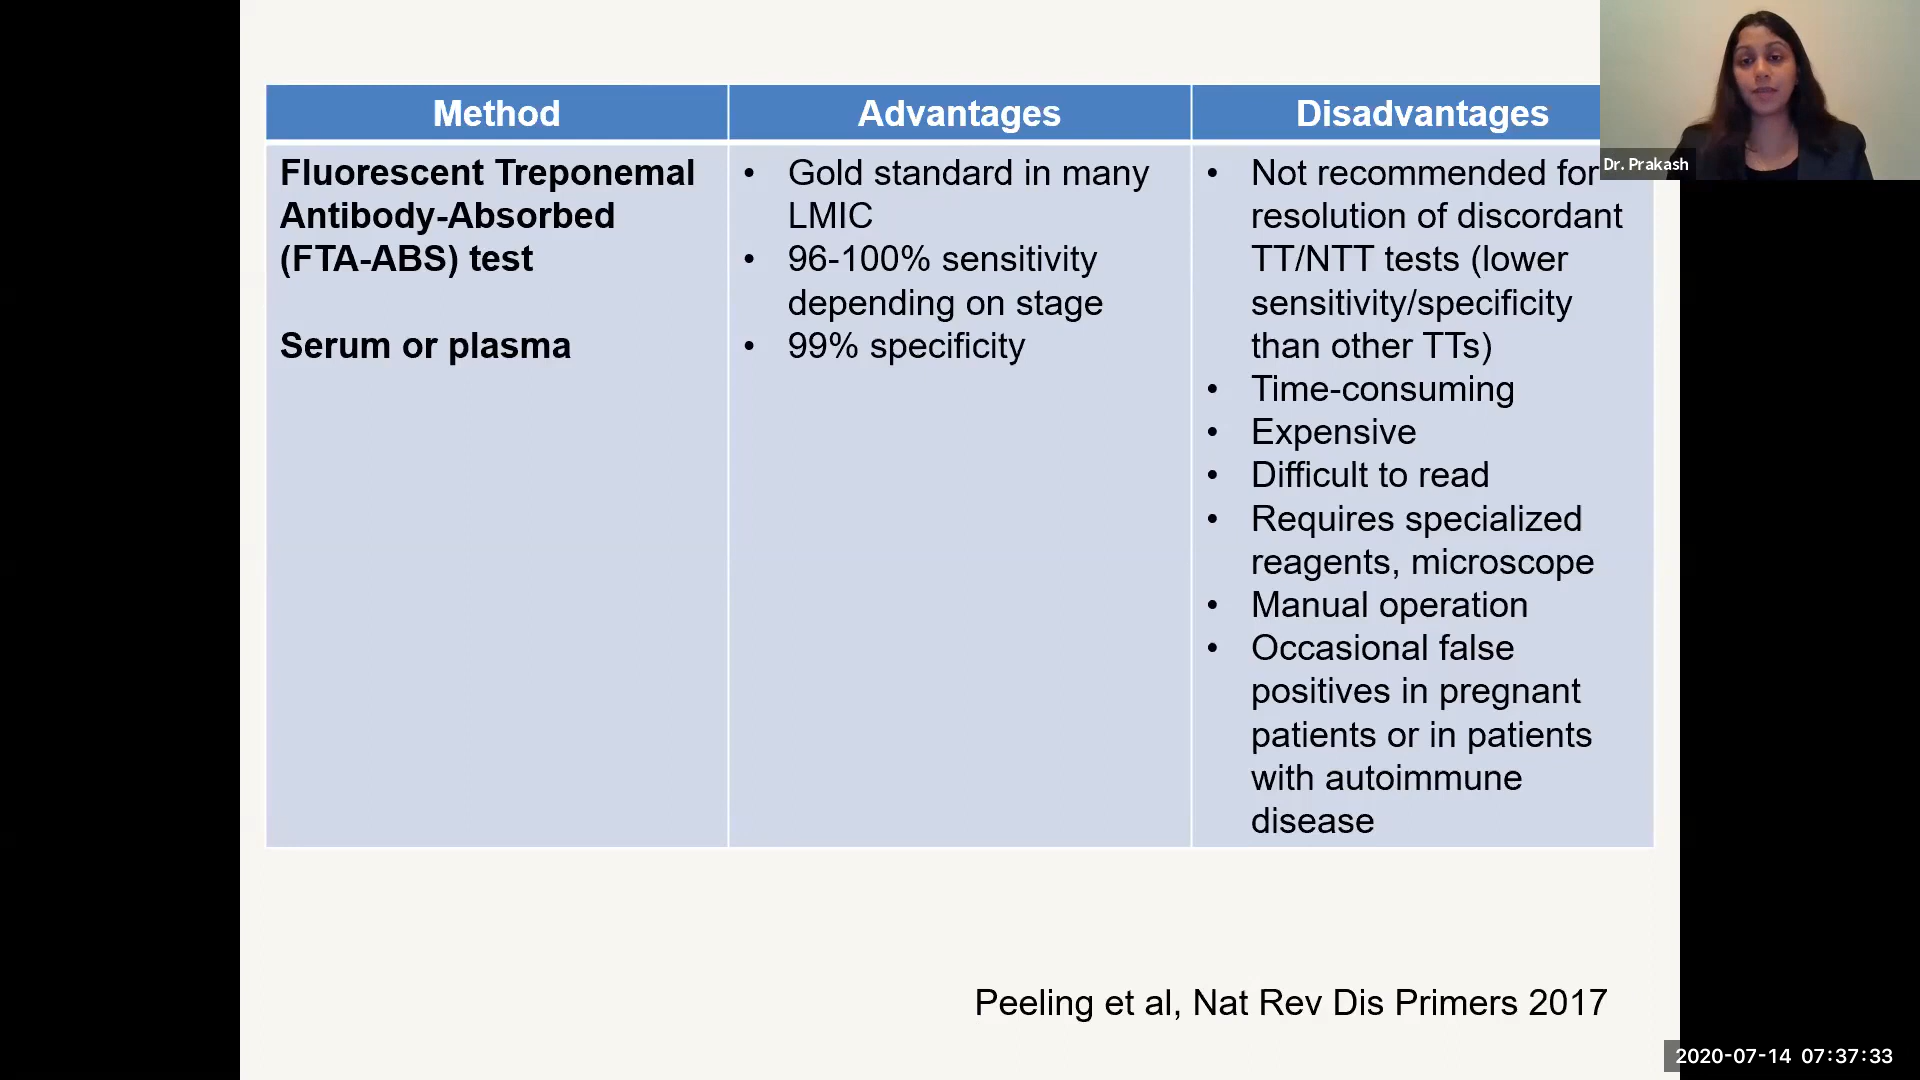 Method
Advantages
Disadvantages
Fluorescent Treponemal
Antibody-Absorbed
(FTA-ABS) test
Serum or plasma
• Gold standard in many
LMIC
• 96-100% sensitivity
depending on stage
• 99% specificity
• Not recommended for
resolution of discordant
TT/NTT tests (lower
sensitivity/specificity
than other TTs)
• Time-consuming
• Expensive
• Difficult to read
• Requires specialized
reagents, microscope
• Manual operation
• Occasional false
positives in pregnant
patients or in patients
with autoimmune
disease
Dr. Prakash
Peeling et al, Nat Rev Dis Primers 2017
2020-07-14 07:37:33